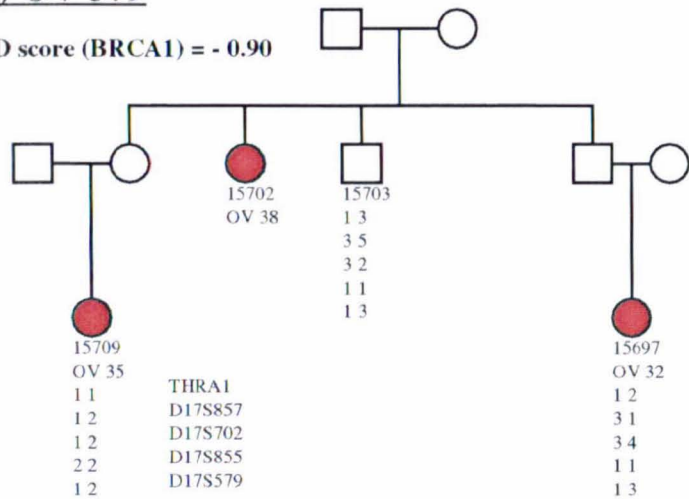 score (BRCA1) = - 0.90
15702
OV 38
15703
1 3
3 5
3 2
1 1
1 3
15709
OV 35
1 1
1 2
1 2
2 2
1 2
THRA1
D17S857
D17S702
D17S855
D17S579
15697
OV 32
1 2
3 1
3 4
1 1
1 3